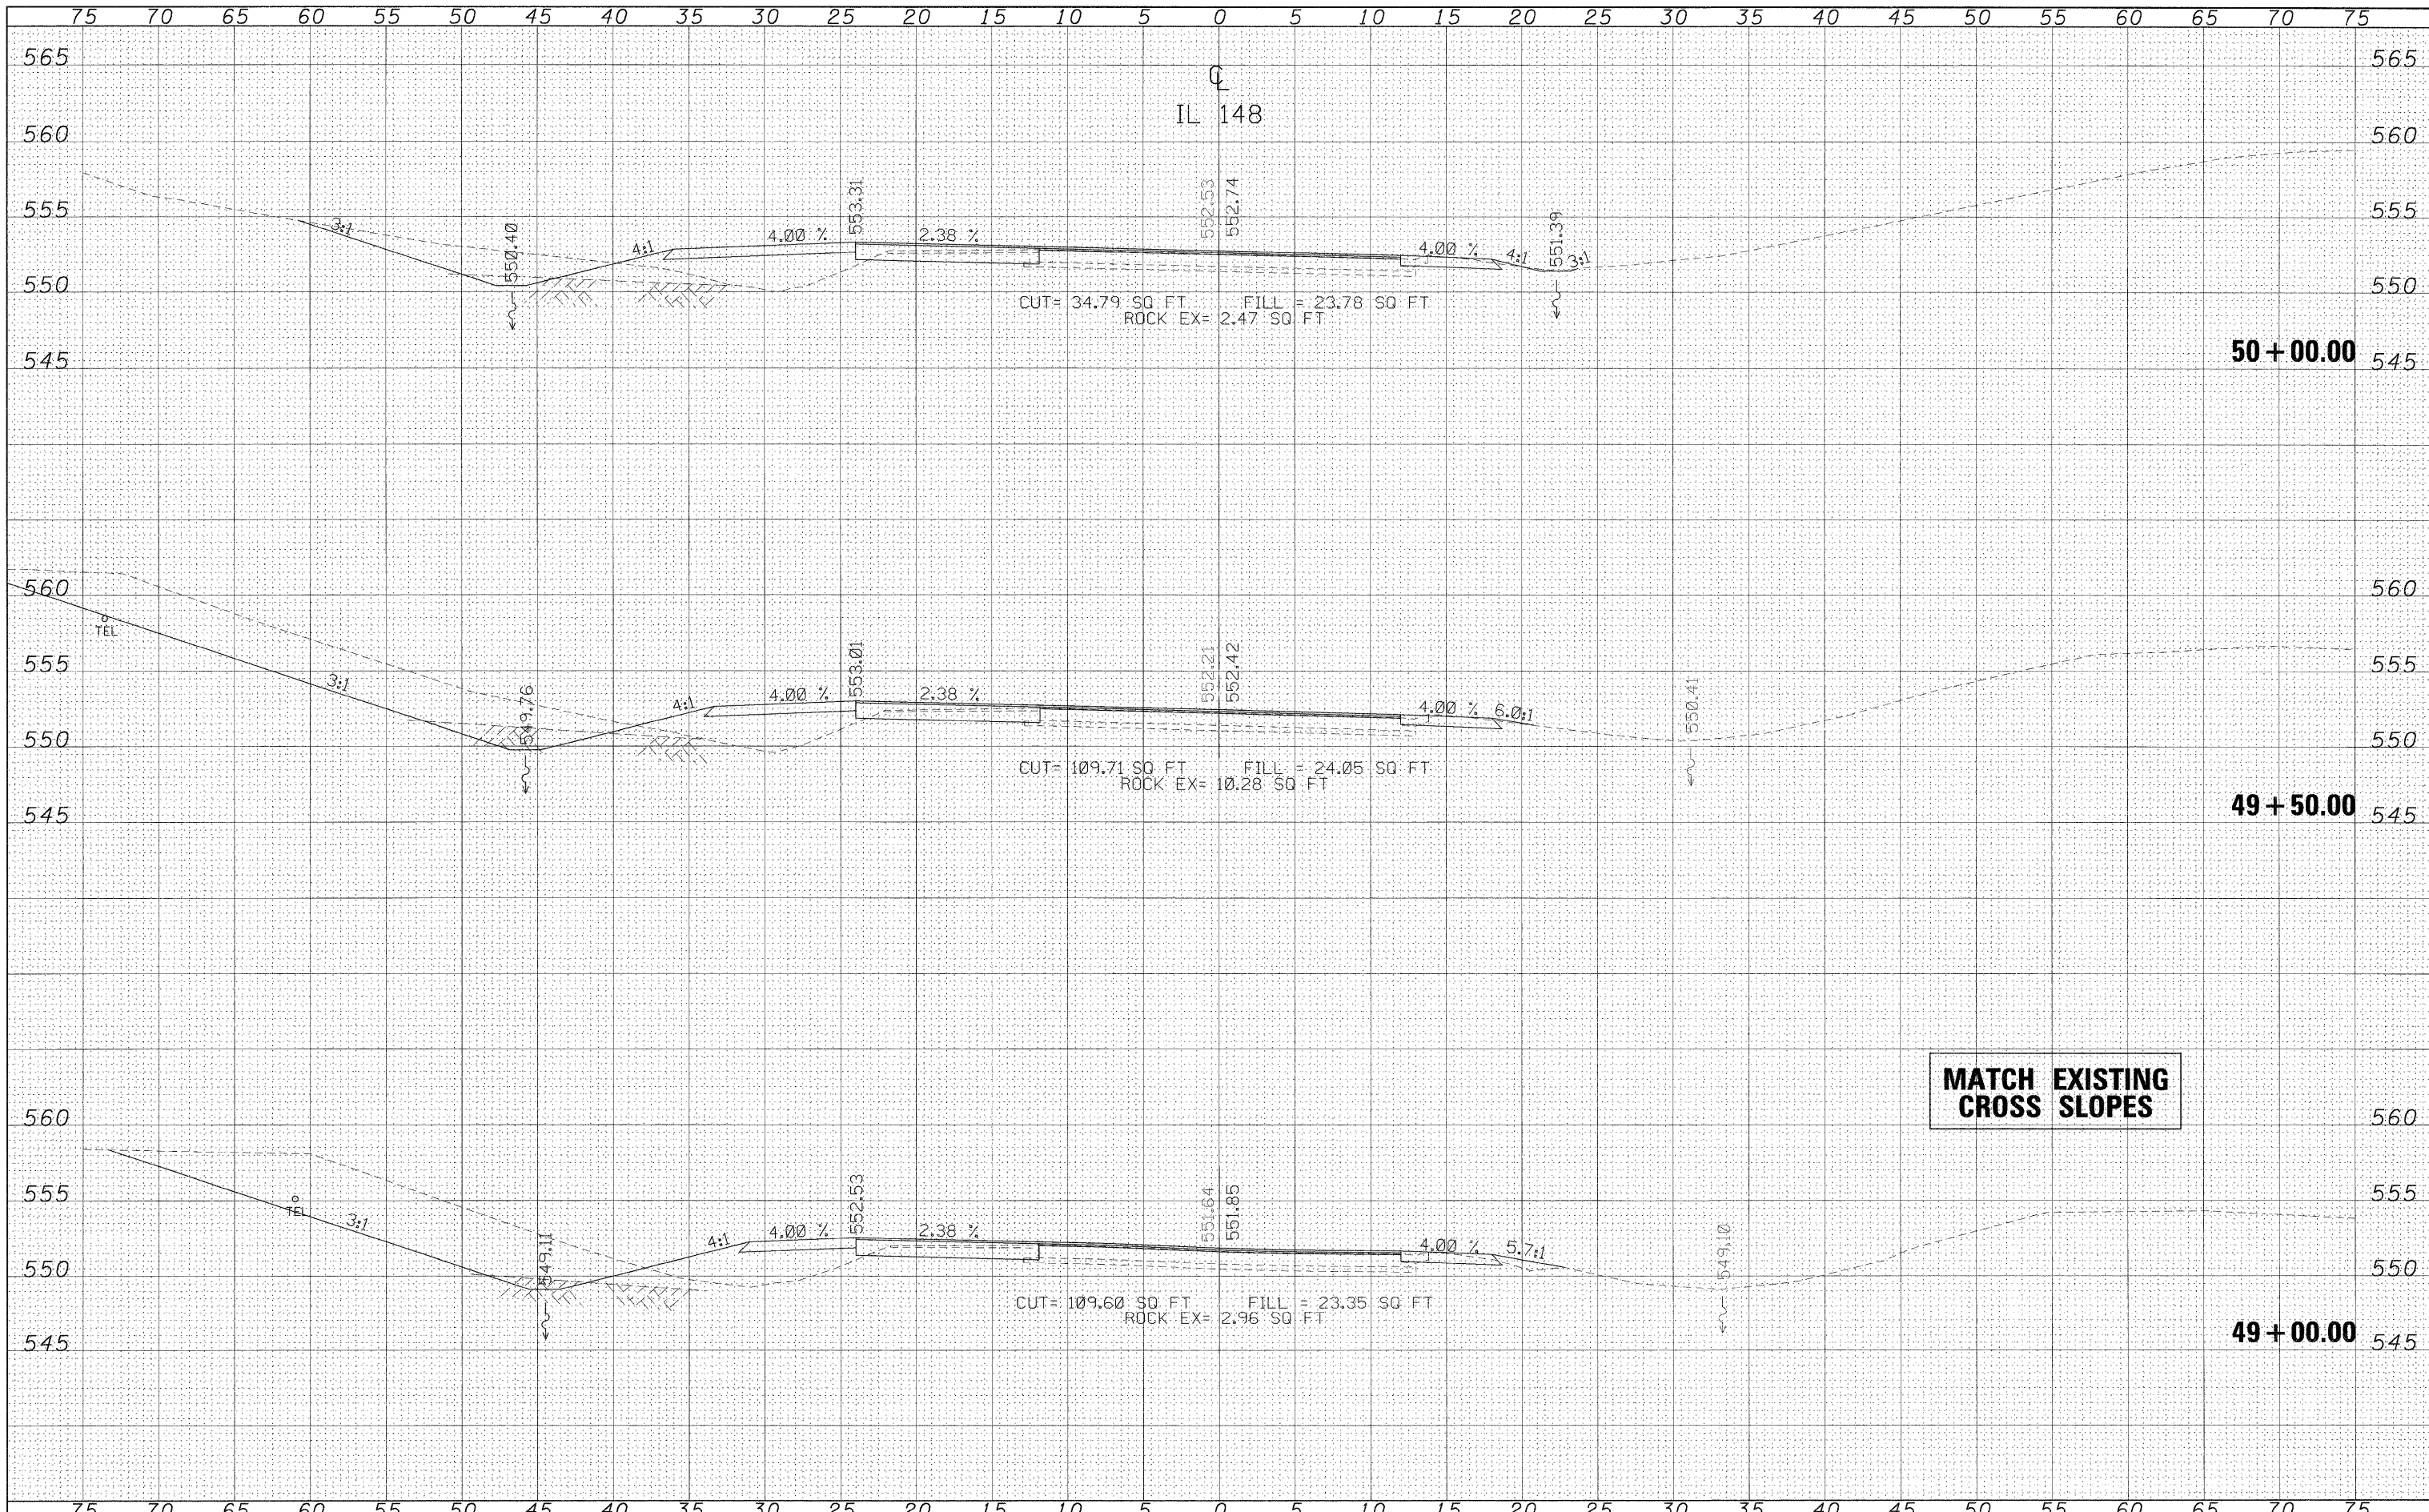 75 70 65 60 55 50 45 40 35 30 25 20 15 10 5 0 5 10 15 20 25 30 35 40 45 50 55 60 65 70 75
565 565
℄
IL 148
560 560
555 3:1 550.40 4:1 4.00 % 553.31 2.38 % 552.53 552.74 4.00 % 4:1 551.39 3:1 555
550 550
CUT= 34.79 SQ FT FILL = 23.78 SQ FT
ROCK EX= 2.47 SQ FT
50+00.00
545 545
560 560
TEL
555 3:1 549.76 4:1 4.00 % 553.01 2.38 % 552.21 552.42 4.00 % 6.0:1 550.41 555
550 550
CUT= 109.71 SQ FT FILL = 24.05 SQ FT
ROCK EX= 10.28 SQ FT
49+50.00
545 545
MATCH EXISTING
CROSS SLOPES
560 560
555 555
TEL 3:1 549.11 4:1 4.00 % 552.53 2.38 % 551.64 551.85 4.00 % 5.7:1 549.10
550 550
CUT= 109.60 SQ FT FILL = 23.35 SQ FT
ROCK EX= 2.96 SQ FT
49+00.00
545 545
75 70 65 60 55 50 45 40 35 30 25 20 15 10 5 0 5 10 15 20 25 30 35 40 45 50 55 60 65 70 75